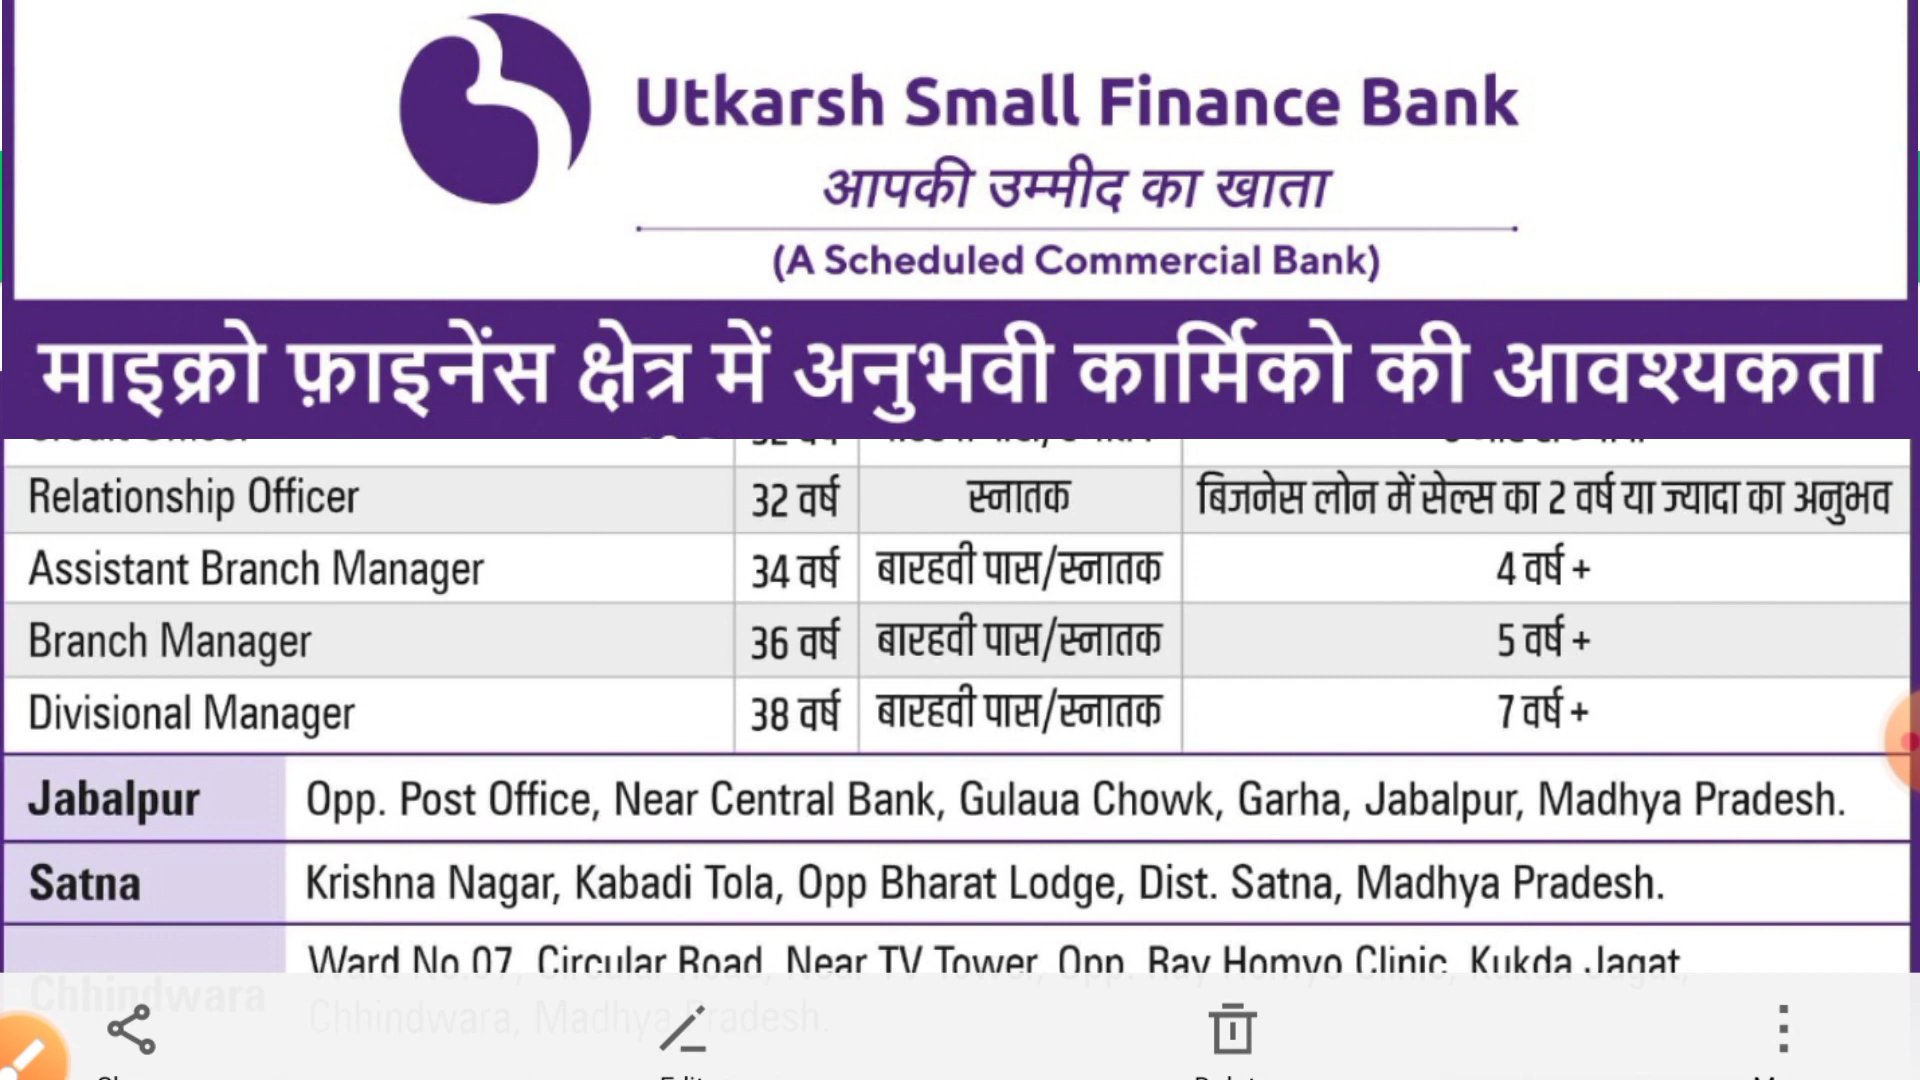 Utkarsh Small Finance Bank
आपकी उम्मीद का खाता
(A Scheduled Commercial Bank)
माइक्रो फ़ाइनेंस क्षेत्र में अनुभवी कार्मिको की आवश्यकता
Relationship Officer 32 वर्ष स्नातक बिजनेस लोन में सेल्स का 2 वर्ष या ज्यादा का अनुभव
Assistant Branch Manager 34 वर्ष बारहवी पास/स्नातक 4 वर्ष +
Branch Manager 36 वर्ष बारहवी पास/स्नातक 5 वर्ष +
Divisional Manager 38 वर्ष बारहवी पास/स्नातक 7 वर्ष +
Jabalpur Opp. Post Office, Near Central Bank, Gulaua Chowk, Garha, Jabalpur, Madhya Pradesh.
Satna Krishna Nagar, Kabadi Tola, Opp Bharat Lodge, Dist. Satna, Madhya Pradesh.
Ward No.07, Circular Road, Near TV Tower, Opp. Ray Homyo Clinic, Kukda Jagat,
Chhindwara Chhindwara, Madhya Pradesh.